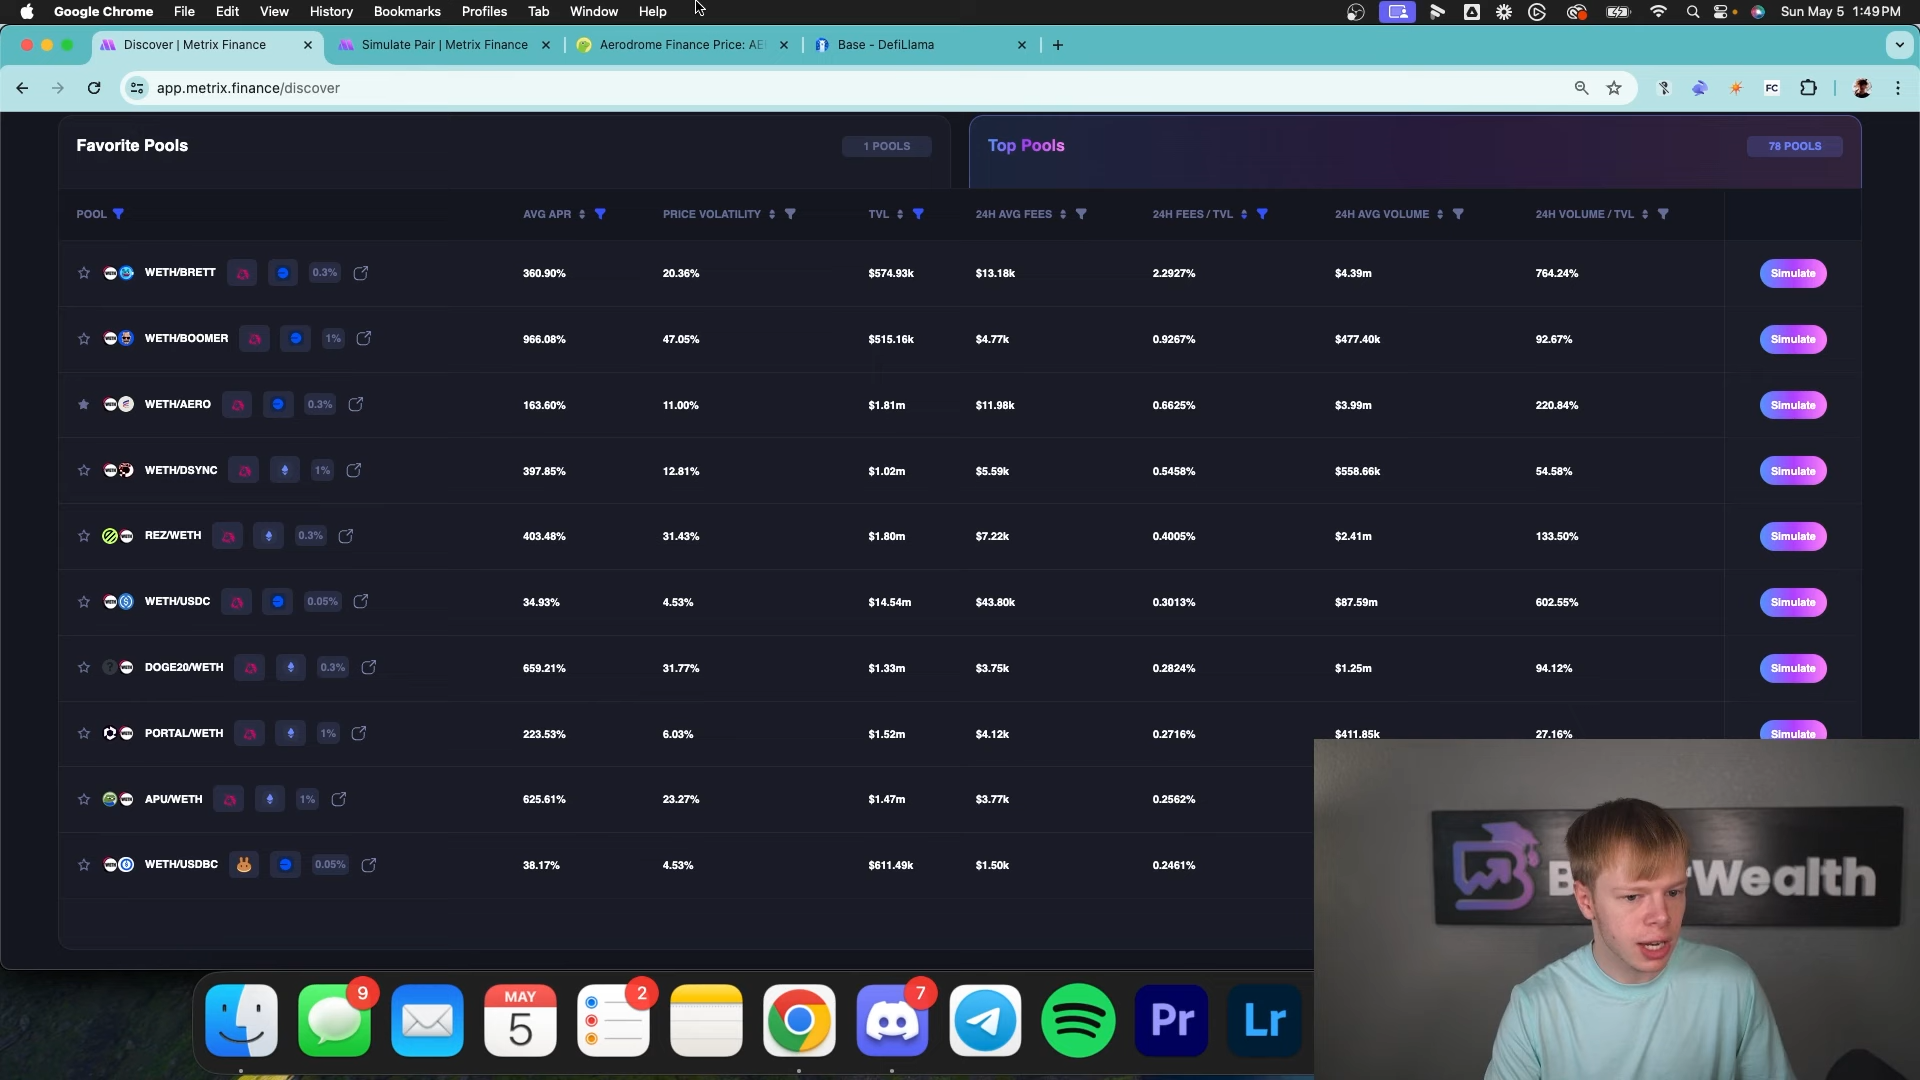 Google Chrome File Edit View History Bookmarks Profiles Tab Window Help Sun May 5 1:49 PM
Discover | Metrix Finance Simulate Pair | Metrix Finance Aerodrome Finance Price: AE Base - DefiLlama
app.metrix.finance/discover FC
Favorite Pools 1 POOLS Top Pools 78 POOLS
POOL AVG APR PRICE VOLATILITY TVL 24H AVG FEES 24H FEES / TVL 24H AVG VOLUME 24H VOLUME / TVL
WETH/BRETT 0.3% 360.90% 20.36% $574.93k $13.18k 2.2927% $4.39m 764.24% Simulate
WETH/BOOMER 1% 966.08% 47.05% $515.16k $4.77k 0.9267% $477.40k 92.67% Simulate
WETH/AERO 0.3% 163.60% 11.00% $1.81m $11.98k 0.6625% $3.99m 220.84% Simulate
WETH/DSYNC 1% 397.85% 12.81% $1.02m $5.59k 0.5458% $558.66k 54.58% Simulate
REZ/WETH 0.3% 403.48% 31.43% $1.80m $7.22k 0.4005% $2.41m 133.50% Simulate
WETH/USDC 0.05% 34.93% 4.53% $14.54m $43.80k 0.3013% $87.59m 602.55% Simulate
DOGE20/WETH 0.3% 659.21% 31.77% $1.33m $3.75k 0.2824% $1.25m 94.12% Simulate
PORTAL/WETH 1% 223.53% 6.03% $1.52m $4.12k 0.2716% $411.85k 27.16% Simulate
APU/WETH 1% 625.61% 23.27% $1.47m $3.77k 0.2562%
WETH/USDBC 0.05% 38.17% 4.53% $611.49k $1.50k 0.2461%
B Wealth
9 MAY 5 2 7 Pr Lr